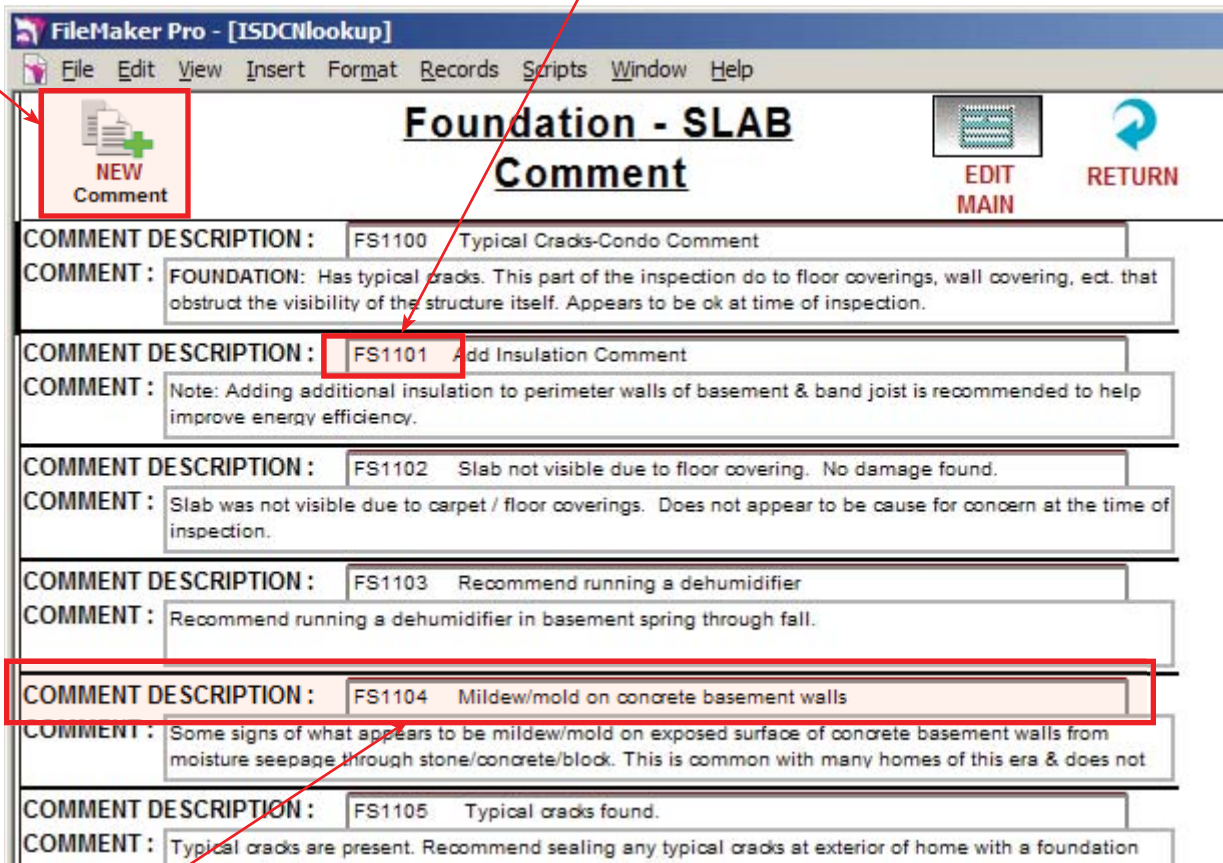 FileMaker Pro - [ISDCNlookup]
File Edit View Insert Format Records Scripts Window Help
NEW
Comment
Foundation - SLAB
Comment
EDIT
MAIN
RETURN
COMMENT DESCRIPTION : FS1100 Typical Cracks-Condo Comment
COMMENT : FOUNDATION: Has typical cracks. This part of the inspection do to floor coverings, wall covering, ect. that
obstruct the visibility of the structure itself. Appears to be ok at time of inspection.
COMMENT DESCRIPTION : FS1101 Add Insulation Comment
COMMENT : Note: Adding additional insulation to perimeter walls of basement & band joist is recommended to help
improve energy efficiency.
COMMENT DESCRIPTION : FS1102 Slab not visible due to floor covering. No damage found.
COMMENT : Slab was not visible due to carpet / floor coverings. Does not appear to be cause for concern at the time of
inspection.
COMMENT DESCRIPTION : FS1103 Recommend running a dehumidifier
COMMENT : Recommend running a dehumidifier in basement spring through fall.
COMMENT DESCRIPTION : FS1104 Mildew/mold on concrete basement walls
COMMENT : Some signs of what appears to be mildew/mold on exposed surface of concrete basement walls from
moisture seepage through stone/concrete/block. This is common with many homes of this era & does not
COMMENT DESCRIPTION : FS1105 Typical cracks found.
COMMENT : Typical cracks are present. Recommend sealing any typical cracks at exterior of home with a foundation